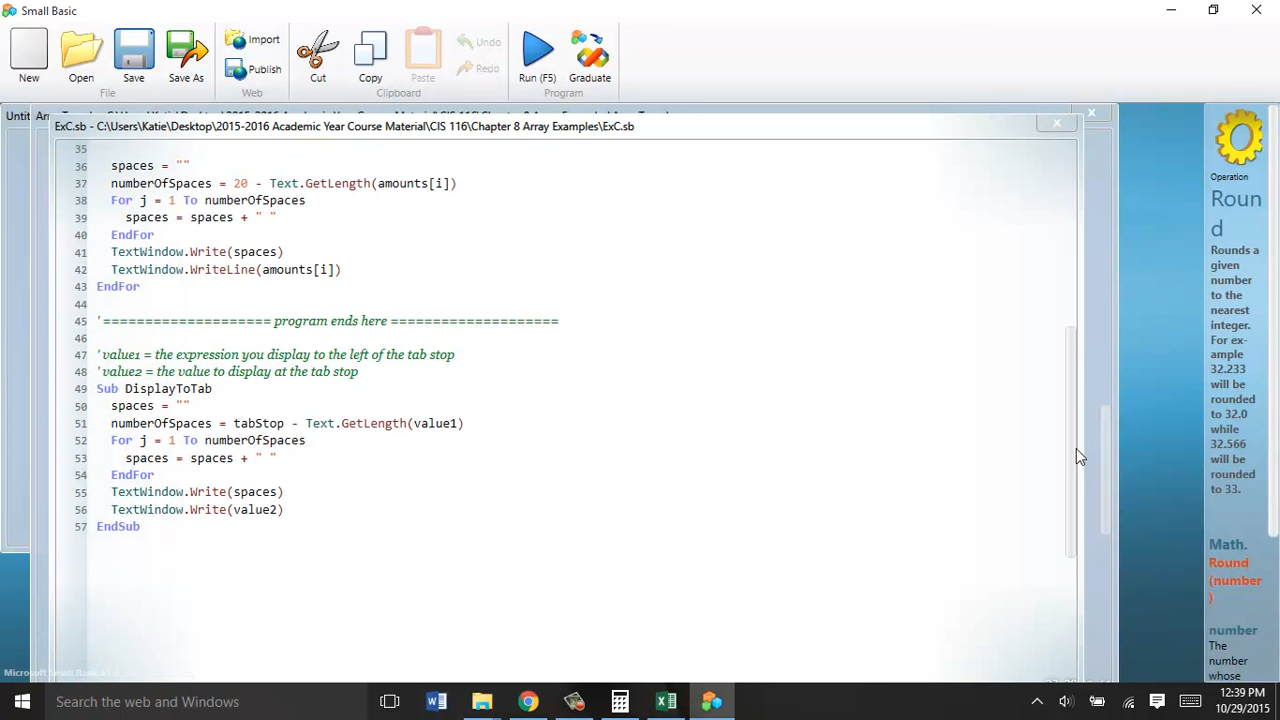 Small Basic
New
Open
Save
Save As
Import
Publish
Cut
Copy
Paste
Undo
Redo
Run (F5)
Graduate
File
Web
Clipboard
Program
ExC.sb - C:\Users\Katie\Desktop\2015-2016 Academic Year Course Material\CIS 116\Chapter 8 Array Examples\ExC.sb
35
36 spaces = ""
37 numberOfSpaces = 20 - Text.GetLength(amounts[i])
38 For j = 1 To numberOfSpaces
39 spaces = spaces + " "
40 EndFor
41 TextWindow.Write(spaces)
42 TextWindow.WriteLine(amounts[i])
43 EndFor
44
45 ' ==================== program ends here ====================
46
47 ' value1 = the expression you display to the left of the tab stop
48 ' value2 = the value to display at the tab stop
49 Sub DisplayToTab
50 spaces = ""
51 numberOfSpaces = tabStop - Text.GetLength(value1)
52 For j = 1 To numberOfSpaces
53 spaces = spaces + " "
54 EndFor
55 TextWindow.Write(spaces)
56 TextWindow.Write(value2)
57 EndSub
Operation
Roun
d
Rounds a
given
number
to the
nearest
integer.
For ex-
ample
32.233
will be
rounded
to 32.0
while
32.566
will be
rounded
to 33.
Math.
Round
(number
)
number
The
number
whose
Microsoft Small Basic
Search the web and Windows
12:39 PM
10/29/2015